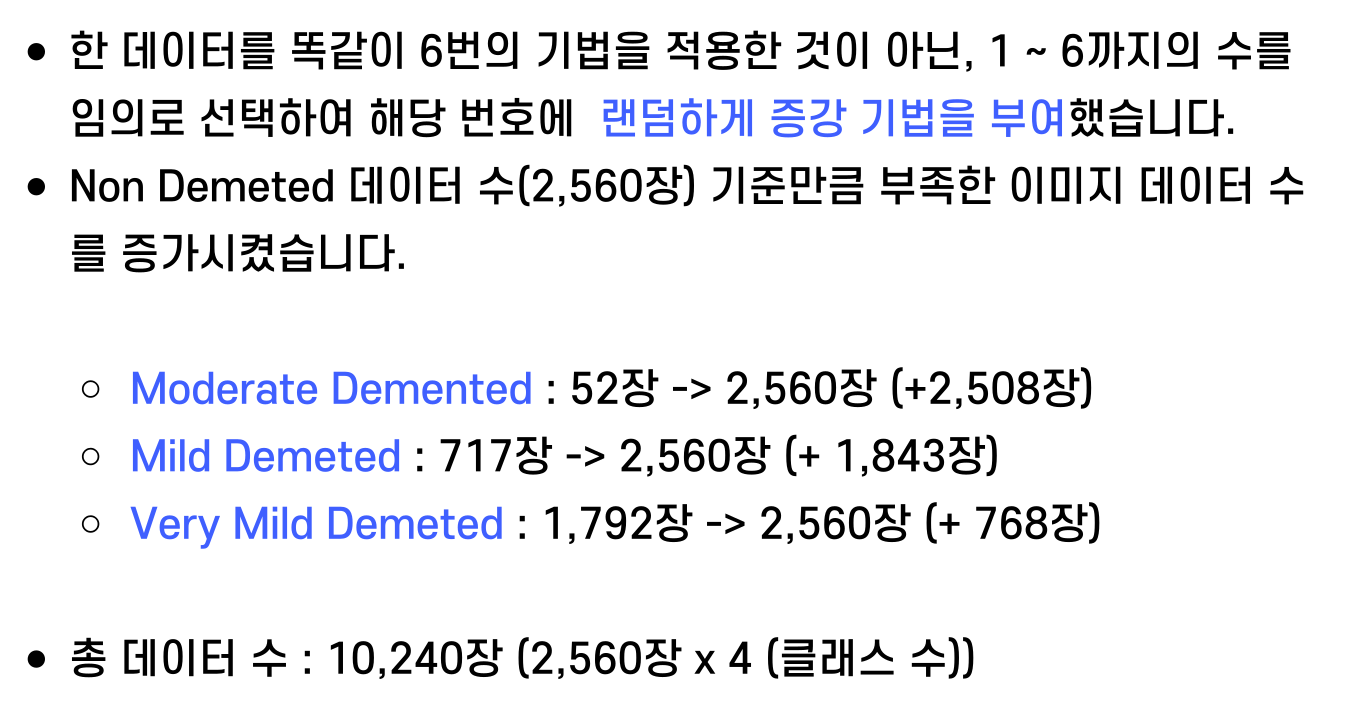 • 한 데이터를 똑같이 6번의 기법을 적용한 것이 아닌, 1 ~ 6까지의 수를
임의로 선택하여 해당 번호에 랜덤하게 증강 기법을 부여했습니다.
• Non Demeted 데이터 수(2,560장) 기준만큼 부족한 이미지 데이터 수
를 증가시켰습니다.
○ Moderate Demented : 52장 -> 2,560장 (+2,508장)
○ Mild Demeted : 717장 -> 2,560장 (+ 1,843장)
○ Very Mild Demeted : 1,792장 -> 2,560장 (+ 768장)
• 총 데이터 수 : 10,240장 (2,560장 x 4 (클래스 수))